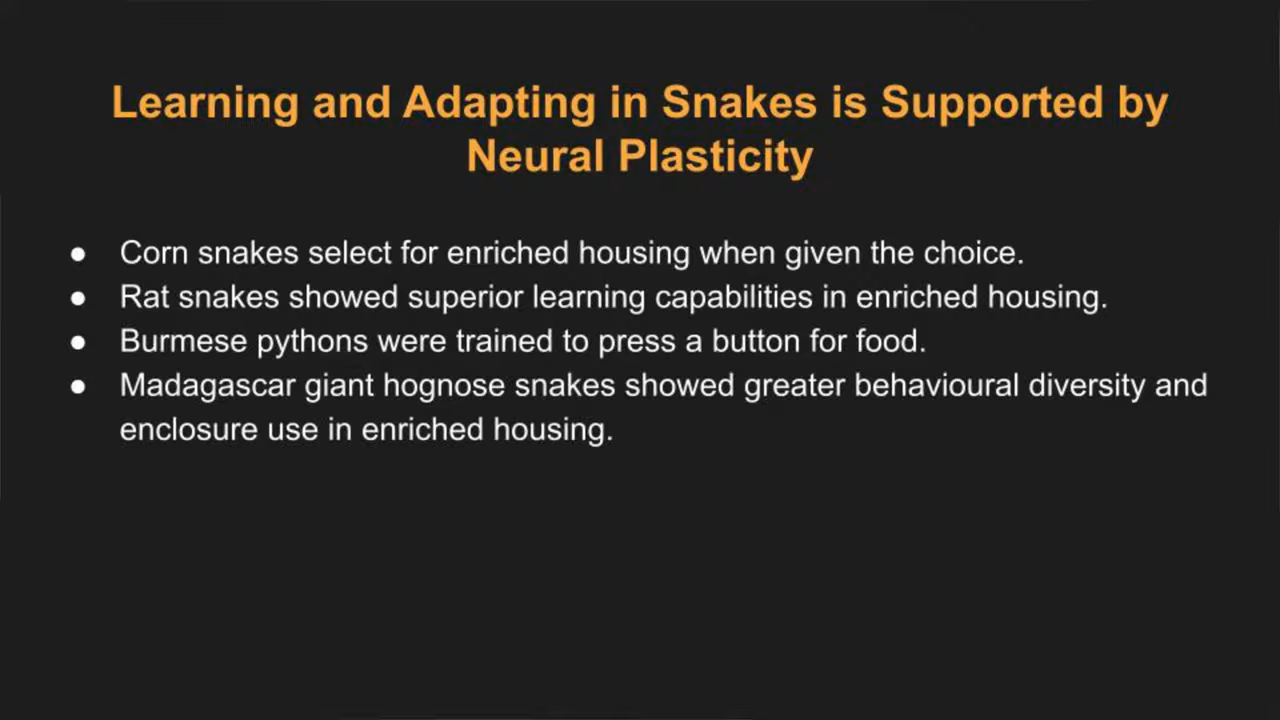 Learning and Adapting in Snakes is Supported by
Neural Plasticity
● Corn snakes select for enriched housing when given the choice.
● Rat snakes showed superior learning capabilities in enriched housing.
● Burmese pythons were trained to press a button for food.
● Madagascar giant hognose snakes showed greater behavioural diversity and
enclosure use in enriched housing.